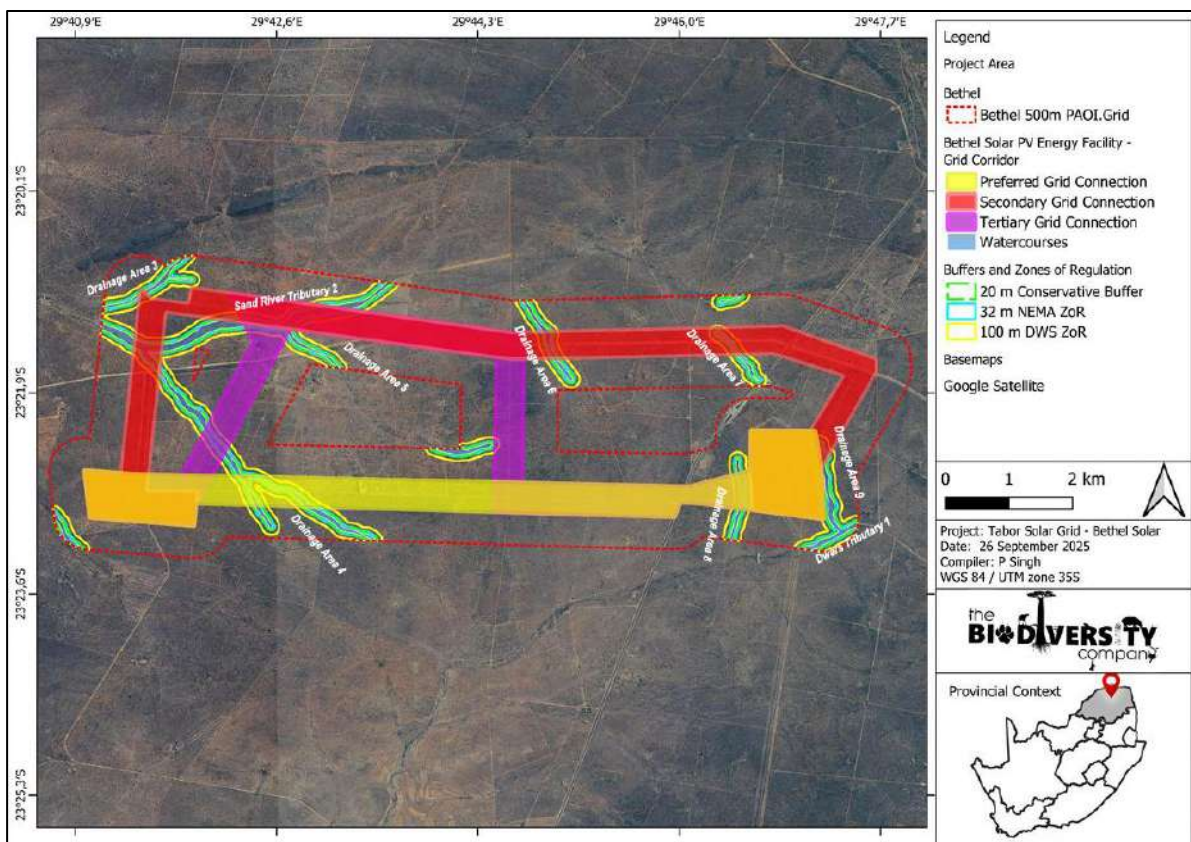 29°40,9'E 29°42,6'E 29°44,3'E 29°46,0'E 29°47,7'E
23°20,1'S
23°21,9'S
23°23,6'S
23°25,3'S
Drainage Area 3
Sand River Tributary 2
Drainage Area 5
Drainage Area 6
Drainage Area 7
Drainage Area 9
Drainage Area 8
Drainage Area 4
Dwars Tributary 1
Legend
Project Area
Bethel
Bethel 500m PAOI.Grid
Bethel Solar PV Energy Facility -
Grid Corridor
Preferred Grid Connection
Secondary Grid Connection
Tertiary Grid Connection
Watercourses
Buffers and Zones of Regulation
20 m Conservative Buffer
32 m NEMA ZoR
100 m DWS ZoR
Basemaps
Google Satellite
0 1 2 km
Project: Tabor Solar Grid - Bethel Solar
Date: 26 September 2025
Compiler: P Singh
WGS 84 / UTM zone 35S
the
BIODIVERSITY
company
Provincial Context